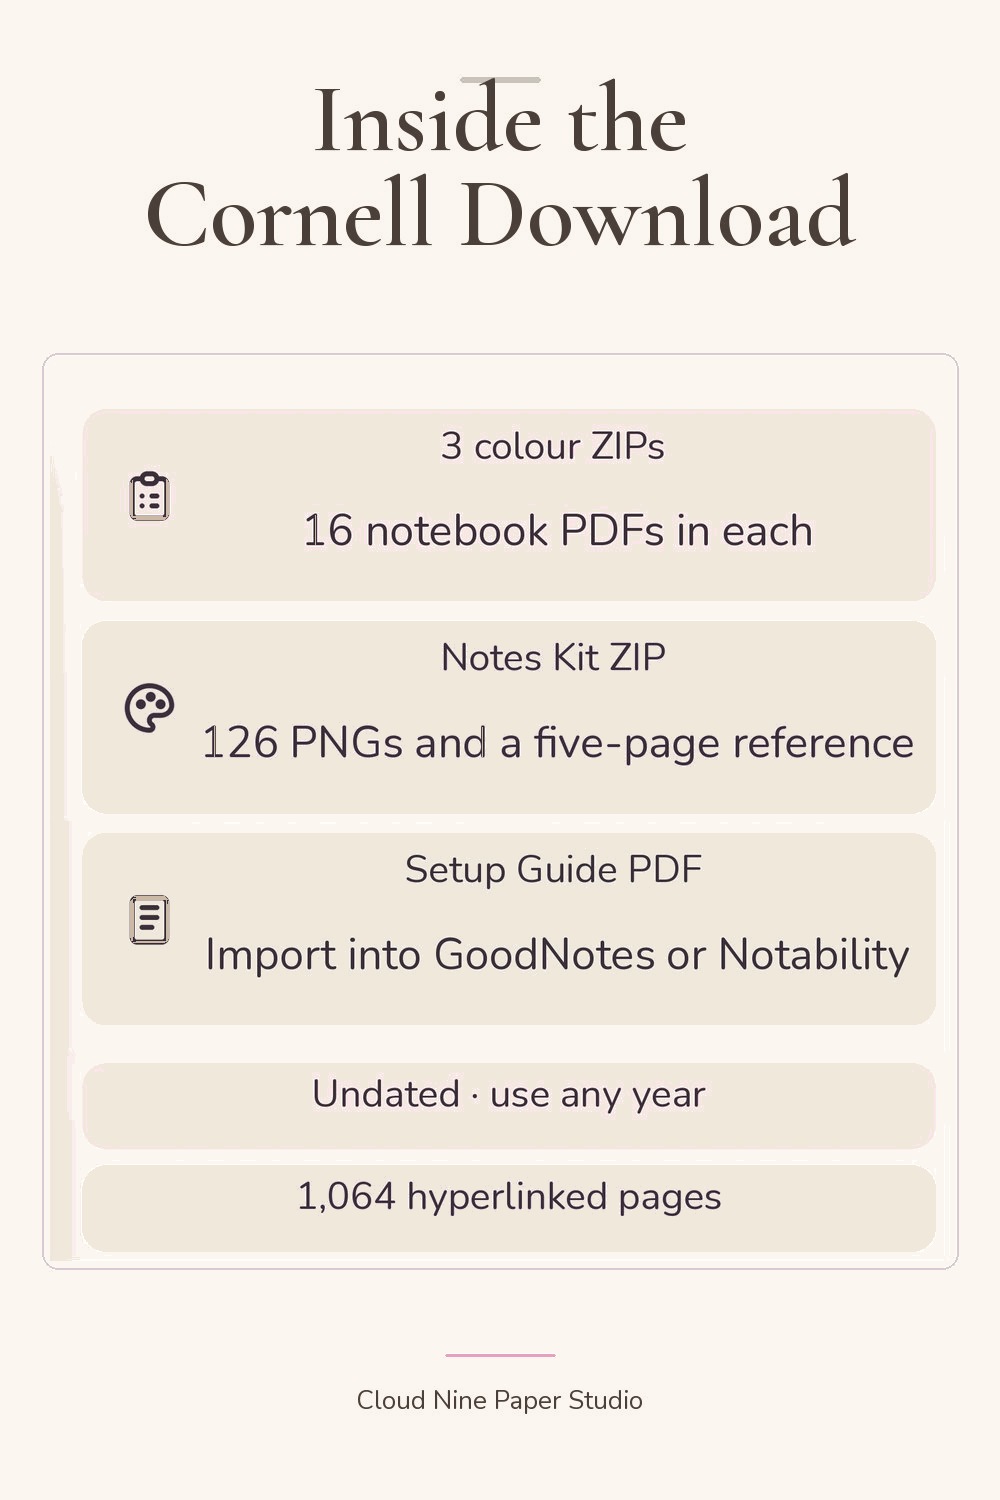 Inside the
Cornell Download
3 colour ZIPs
16 notebook PDFs in each
Notes Kit ZIP
126 PNGs and a five-page reference
Setup Guide PDF
Import into GoodNotes or Notability
Undated · use any year
1,064 hyperlinked pages
Cloud Nine Paper Studio